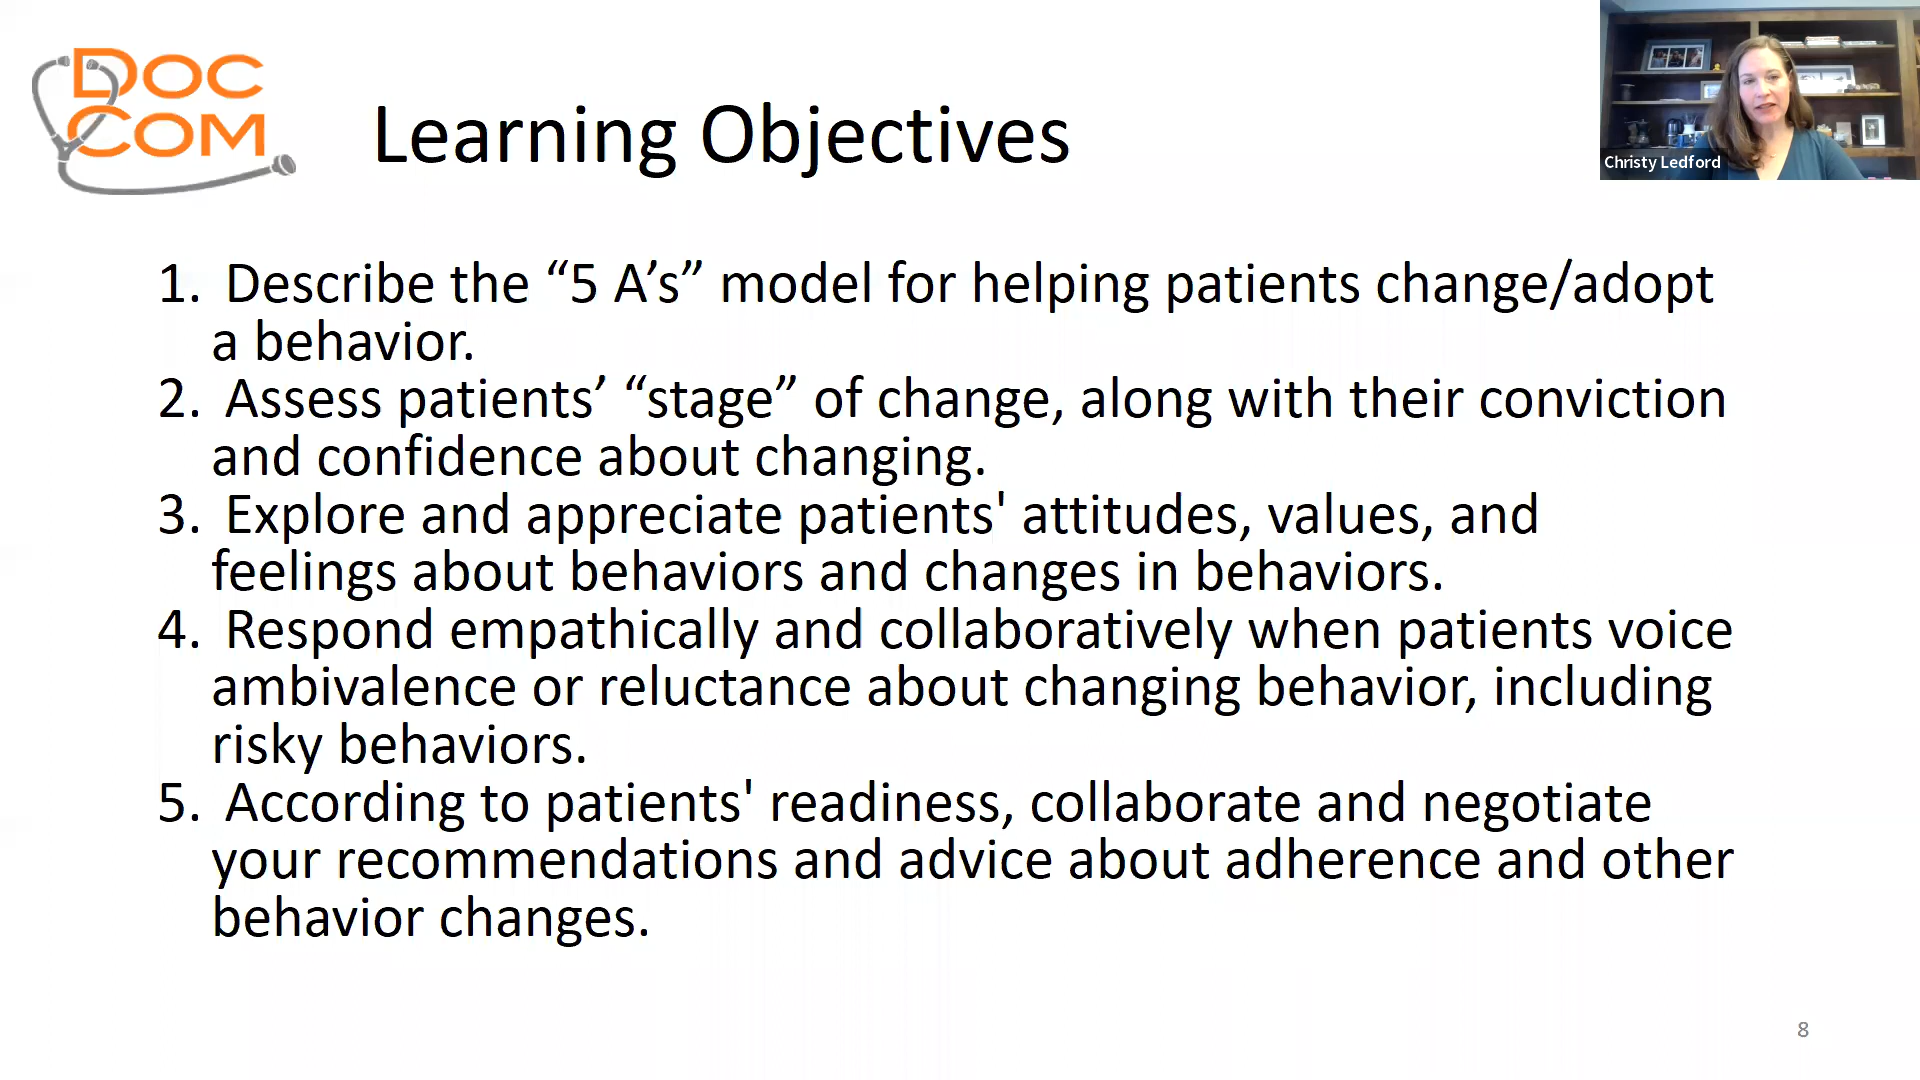 DOC
COM
Learning Objectives
Christy Ledford
1. Describe the “5 A’s” model for helping patients change/adopt
a behavior.
2. Assess patients’ “stage” of change, along with their conviction
and confidence about changing.
3. Explore and appreciate patients' attitudes, values, and
feelings about behaviors and changes in behaviors.
4. Respond empathically and collaboratively when patients voice
ambivalence or reluctance about changing behavior, including
risky behaviors.
5. According to patients' readiness, collaborate and negotiate
your recommendations and advice about adherence and other
behavior changes.
8